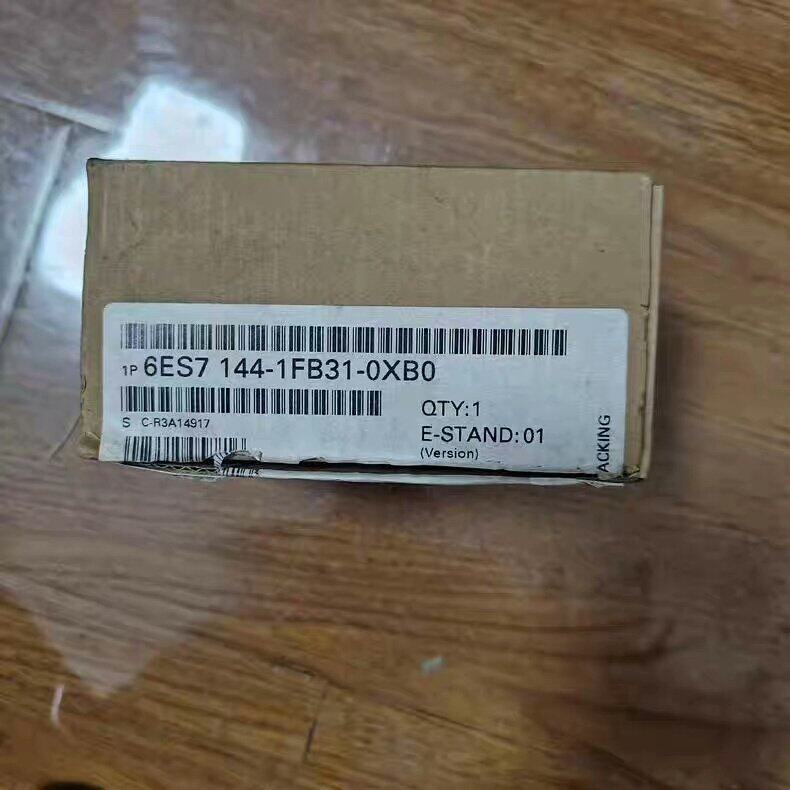 1P 6ES7 144-1FB31-0XB0
S C-R3A14917
QTY:1
E-STAND:01
(Version)
ACKING